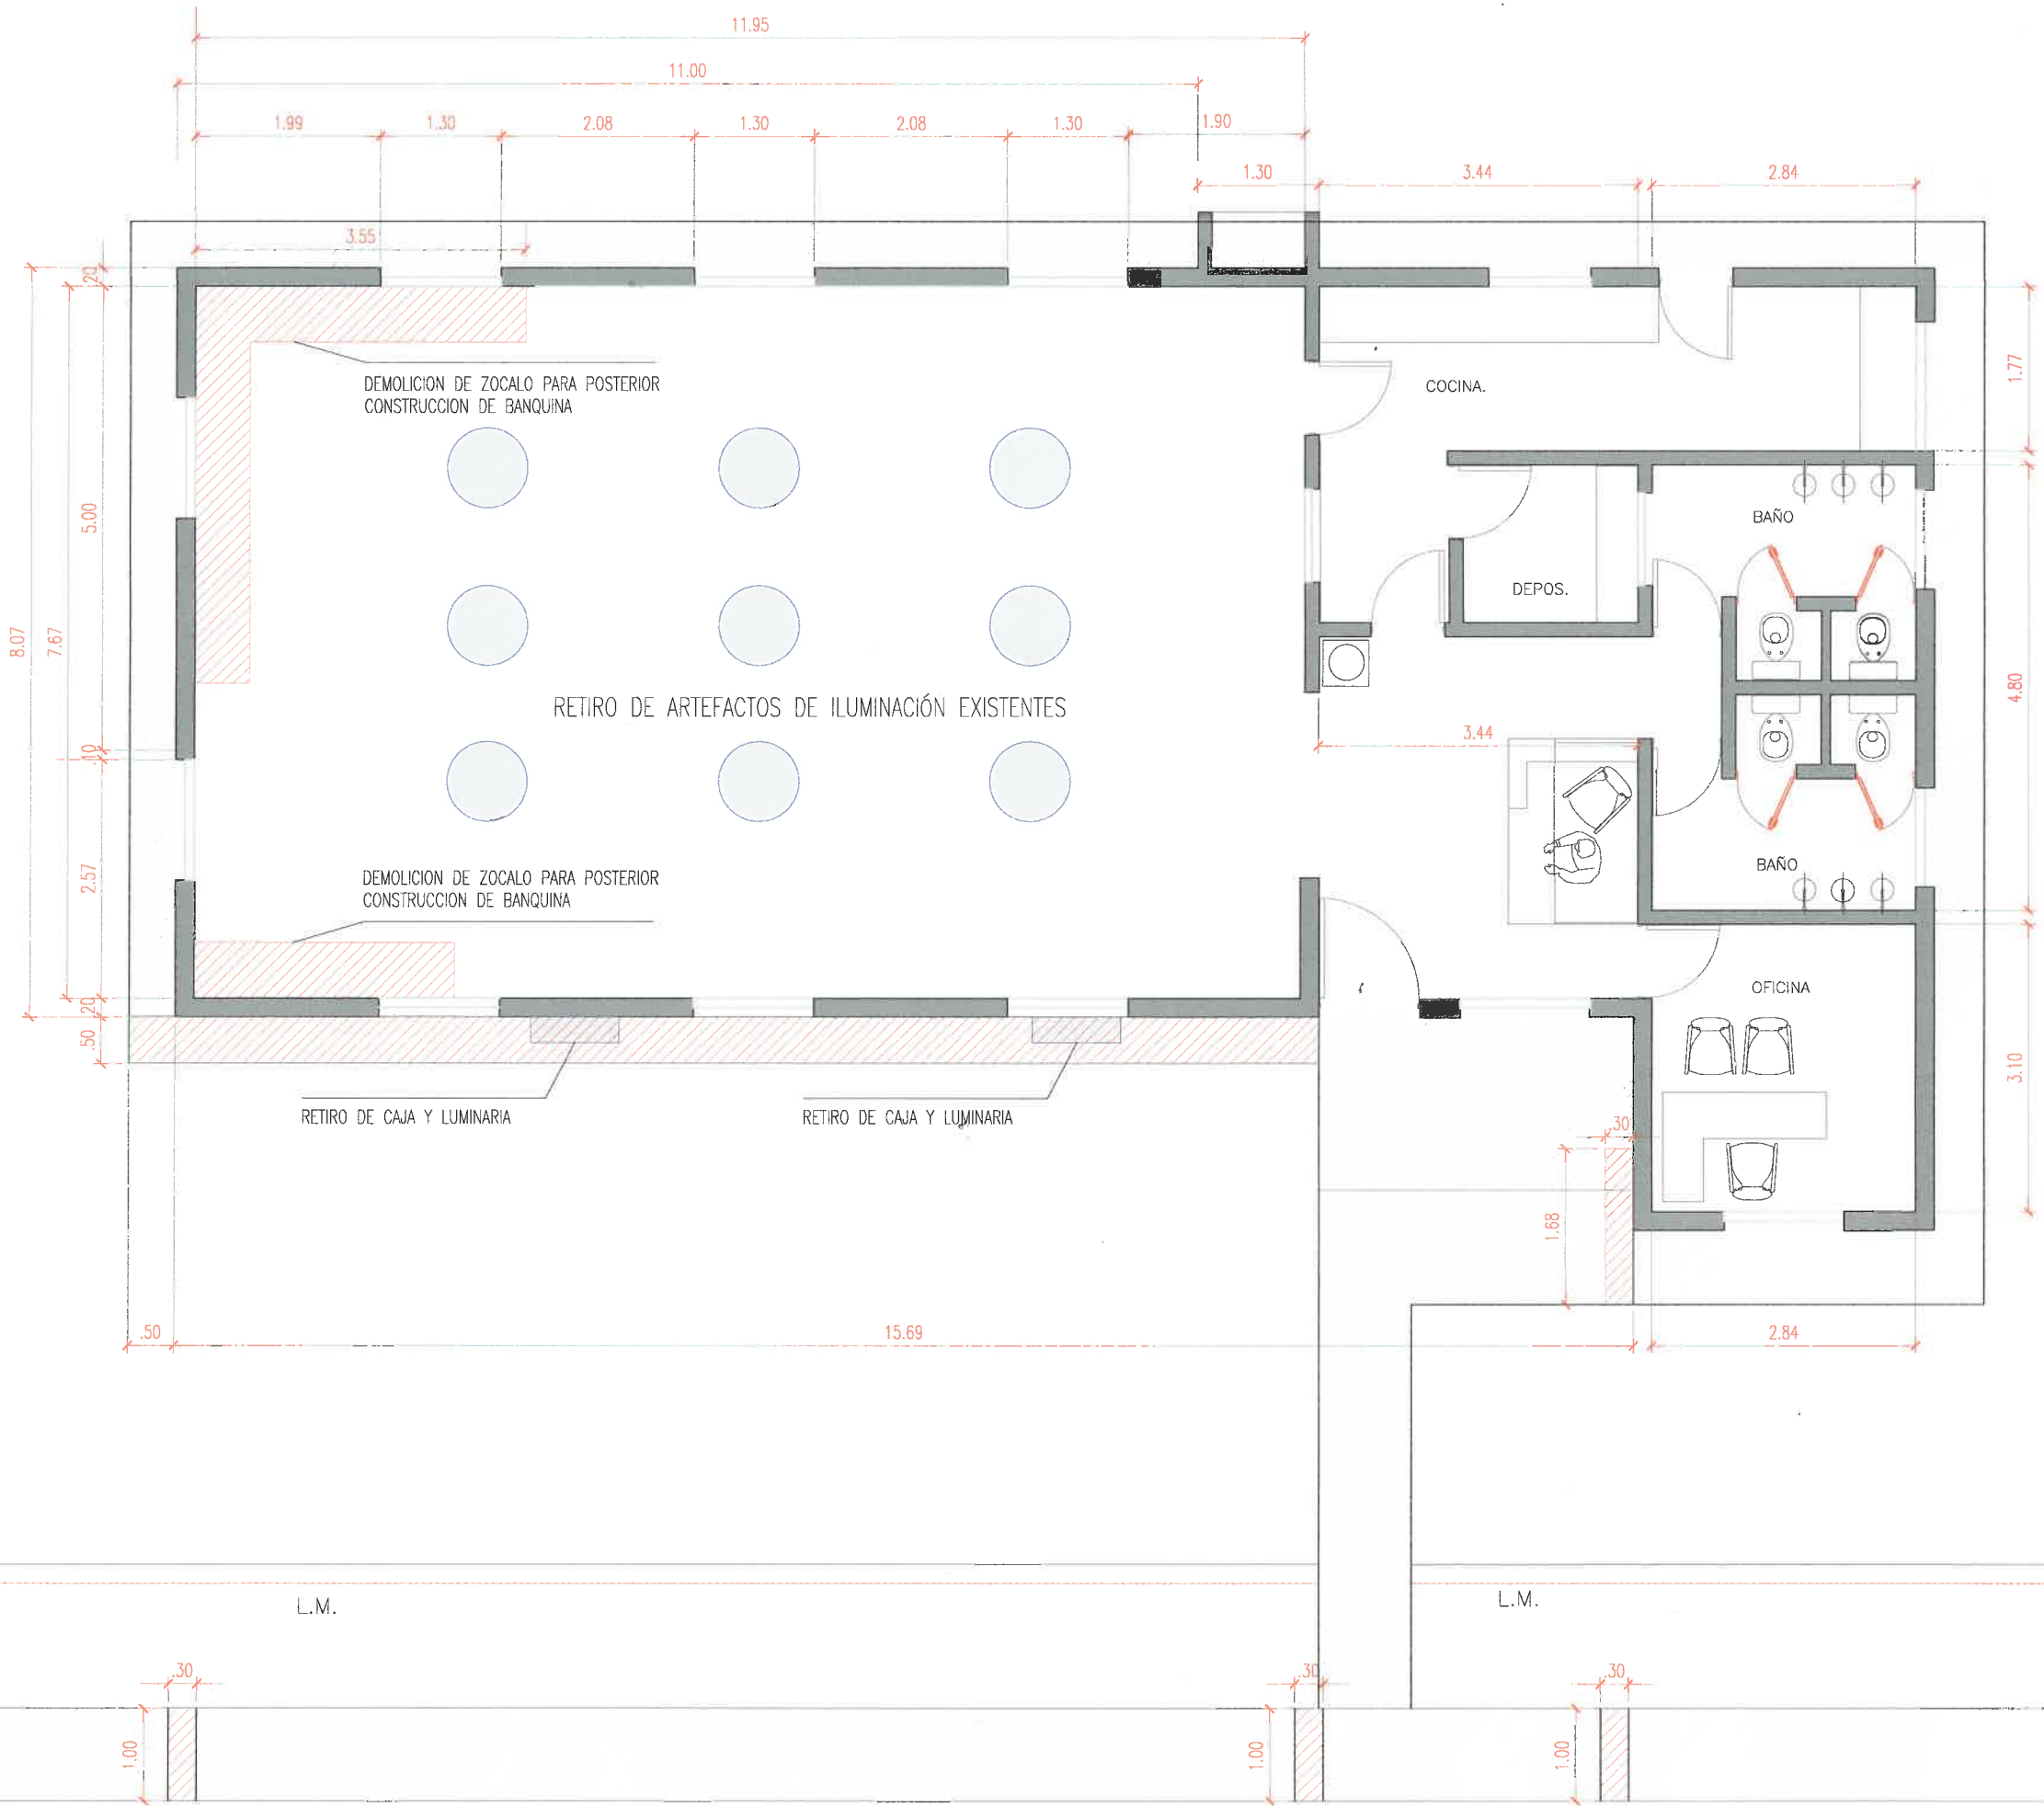 11.95
11.00
1.99 1.30 2.08 1.30 2.08 1.30 1.90
1.30 3.44 2.84
3.55
.20
DEMOLICION DE ZOCALO PARA POSTERIOR
CONSTRUCCION DE BANQUINA
COCINA.
1.77
5.00
BAÑO
DEPOS.
8.07
7.67
4.80
RETIRO DE ARTEFACTOS DE ILUMINACIÓN EXISTENTES
3.44
.10
BAÑO
2.57
DEMOLICION DE ZOCALO PARA POSTERIOR
CONSTRUCCION DE BANQUINA
OFICINA
.20
.50
3.10
RETIRO DE CAJA Y LUMINARIA
RETIRO DE CAJA Y LUMINARIA
.30
1.68
.50 15.69 2.84
L.M.
L.M.
.30 .30 .30
1.00 1.00 1.00